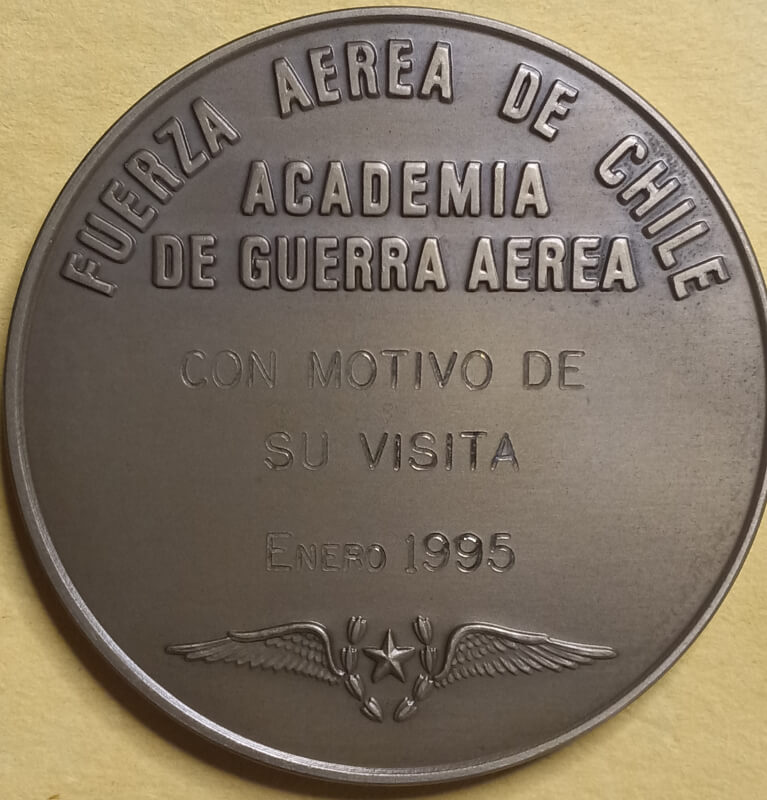 FUERZA AEREA DE CHILE
ACADEMIA
DE GUERRA AEREA
CON MOTIVO DE
SU VISITA
ENERO 1995